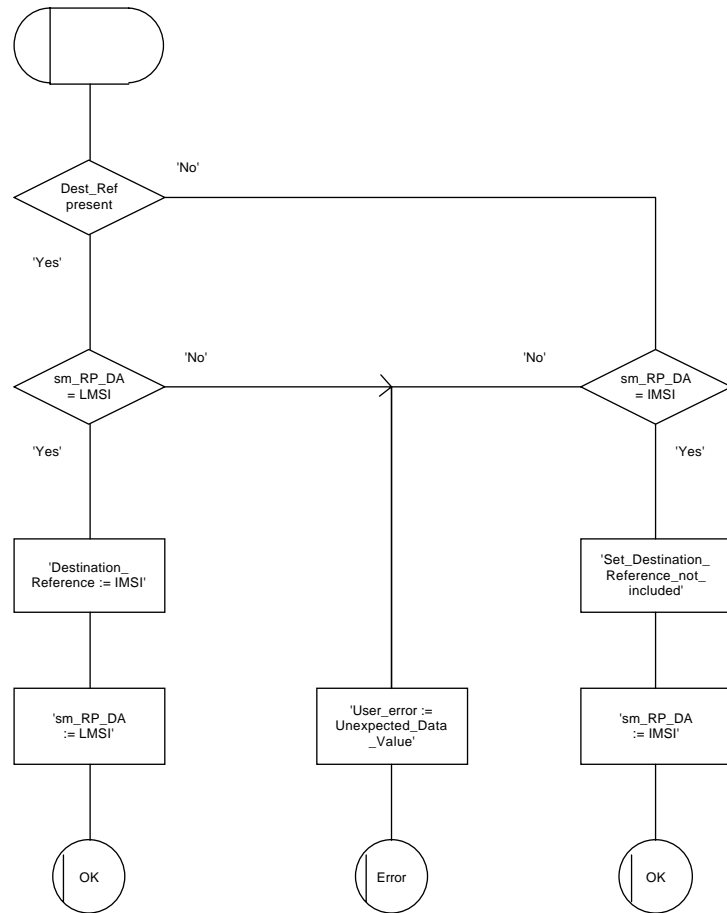 'No'
Dest_Ref
present
'Yes'
'No'
'No'
sm_RP_DA
= LMSI
sm_RP_DA
= IMSI
'Yes'
'Yes'
'Destination_
Reference := IMSI'
'Set_Destination_
Reference_not_
included'
'sm_RP_DA
:= LMSI'
'User_error :=
Unexpected_Data
_Value'
'sm_RP_DA
:= IMSI'
OK
Error
OK